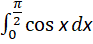 ∫₀^{π/2} cos x dx